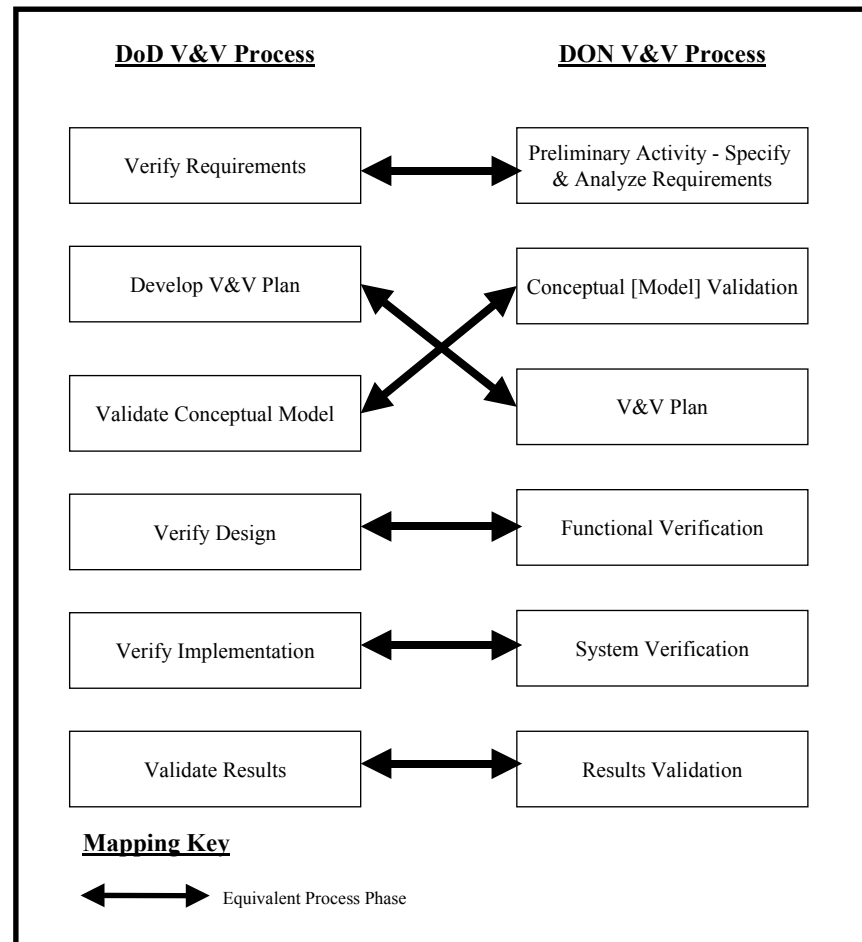 DoD V&V Process
DON V&V Process
Verify Requirements
Preliminary Activity - Specify
& Analyze Requirements
Develop V&V Plan
Conceptual [Model] Validation
Validate Conceptual Model
V&V Plan
Verify Design
Functional Verification
Verify Implementation
System Verification
Validate Results
Results Validation
Mapping Key
Equivalent Process Phase